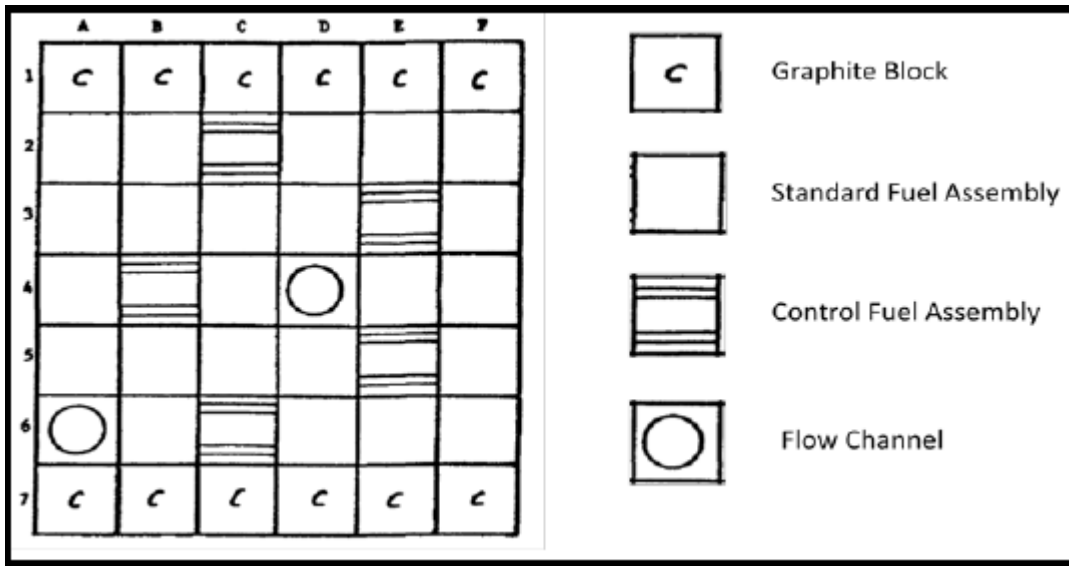 A B C D E F
1 C C C C C C
2
3
4
5
6
7 C C C C C C
C Graphite Block
Standard Fuel Assembly
Control Fuel Assembly
Flow Channel